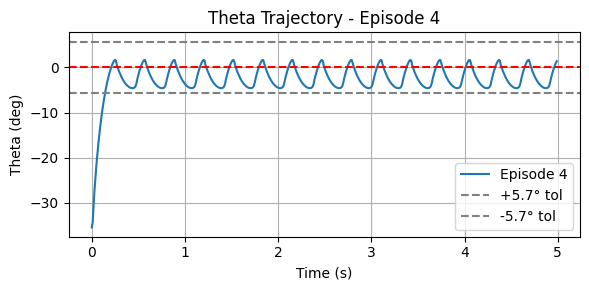 Theta Trajectory - Episode 4
Theta (deg)
0
−10
−20
−30
Episode 4
+5.7° tol
-5.7° tol
0
1
2
3
4
5
Time (s)